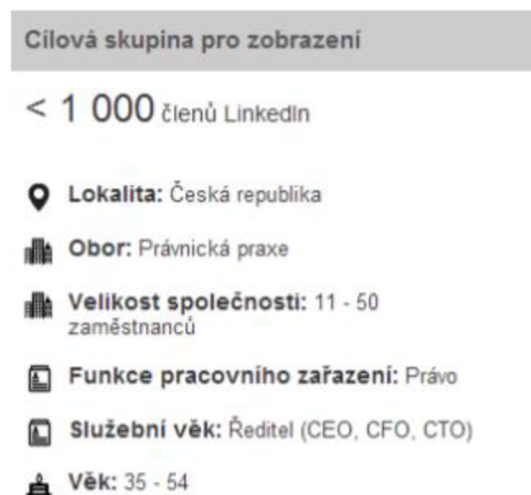 Cílová skupina pro zobrazení
< 1 000 členů LinkedIn
Lokalita: Česká republika
Obor: Právnická praxe
Velikost společnosti: 11 - 50
zaměstnanců
Funkce pracovního zařazení: Právo
Služební věk: Ředitel (CEO, CFO, CTO)
Věk: 35 - 54